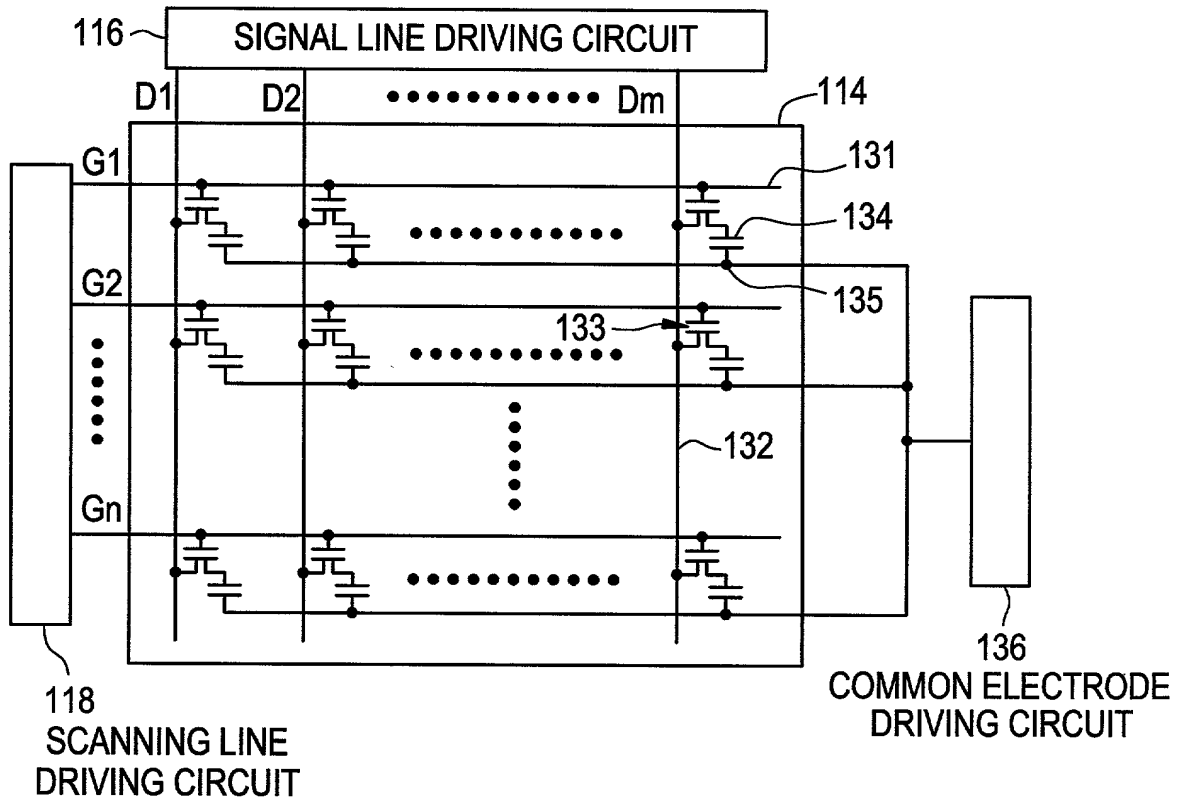 116
SIGNAL LINE DRIVING CIRCUIT
D1
D2
Dm
114
G1
131
134
G2
135
133
132
Gn
118
SCANNING LINE
DRIVING CIRCUIT
136
COMMON ELECTRODE
DRIVING CIRCUIT